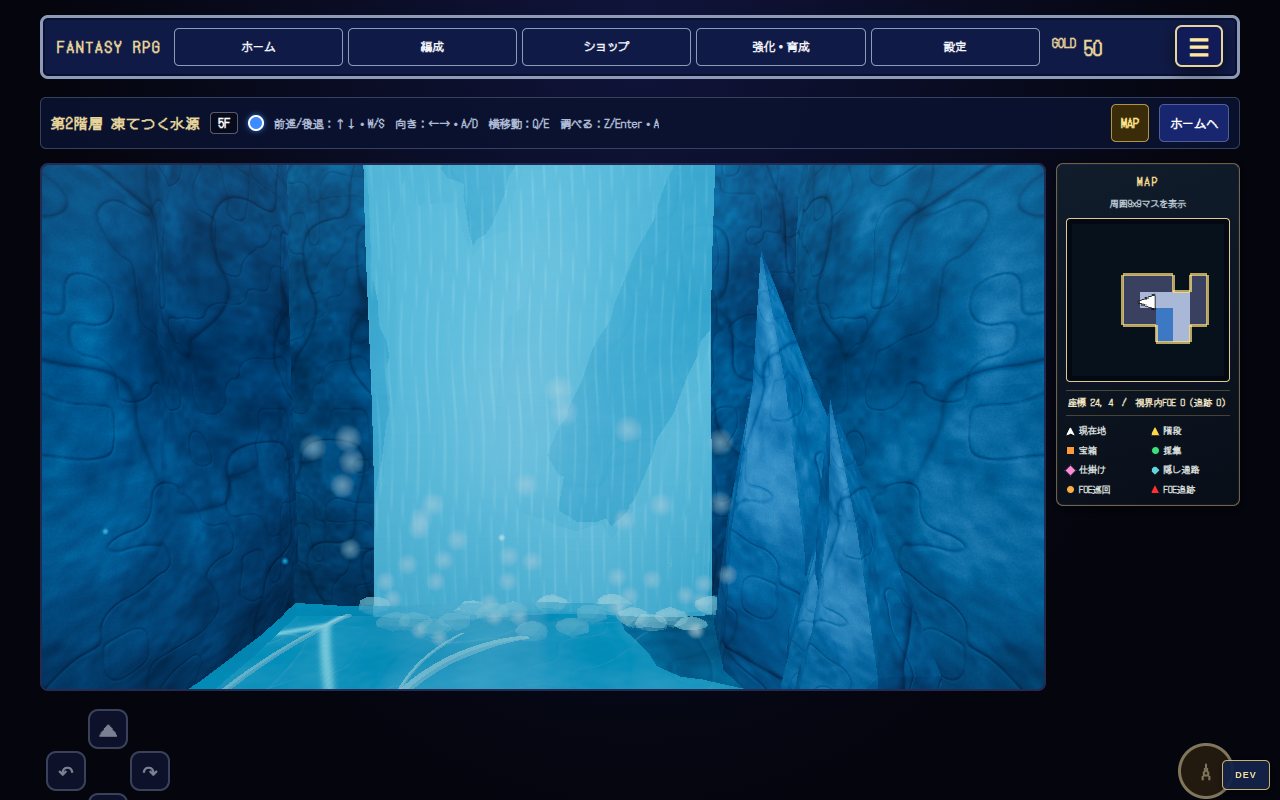 FANTASY RPG
ホーム
編成
ショップ
強化・育成
設定
GOLD 50
第2階層 凍てつく水源
5F
前進/後退：↑↓・W/S 向き：←→・A/D 横移動：Q/E 調べる：Z/Enter・A
MAP
ホームへ
MAP
周囲9x9マスを表示
座標 24, 4 / 視界内FOE 0 (追跡 0)
現在地
階段
宝箱
採集
仕掛け
隠し通路
FOE巡回
FOE追跡
A
DEV